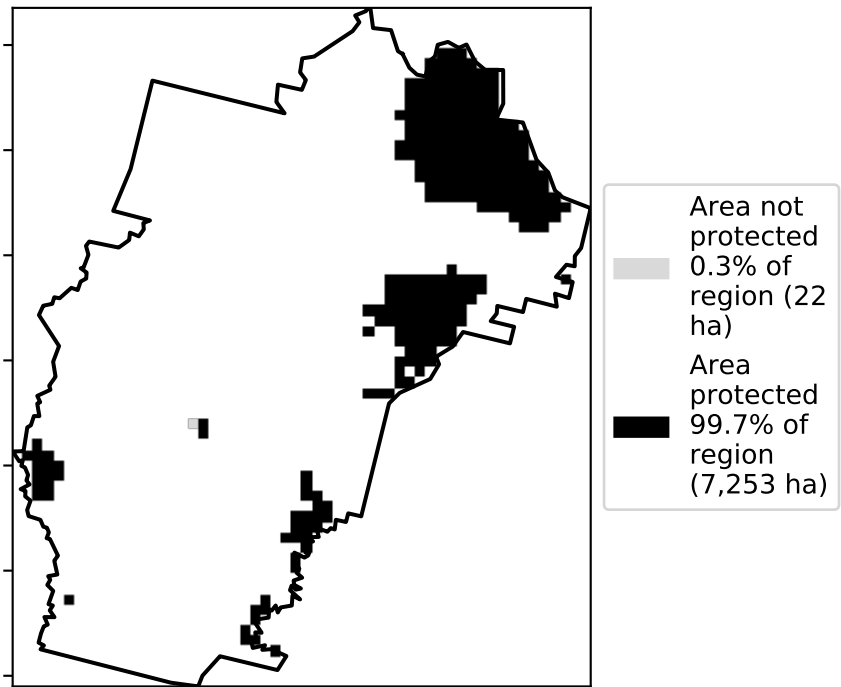 Area not
protected
0.3% of
region (22
ha)
Area
protected
99.7% of
region
(7,253 ha)